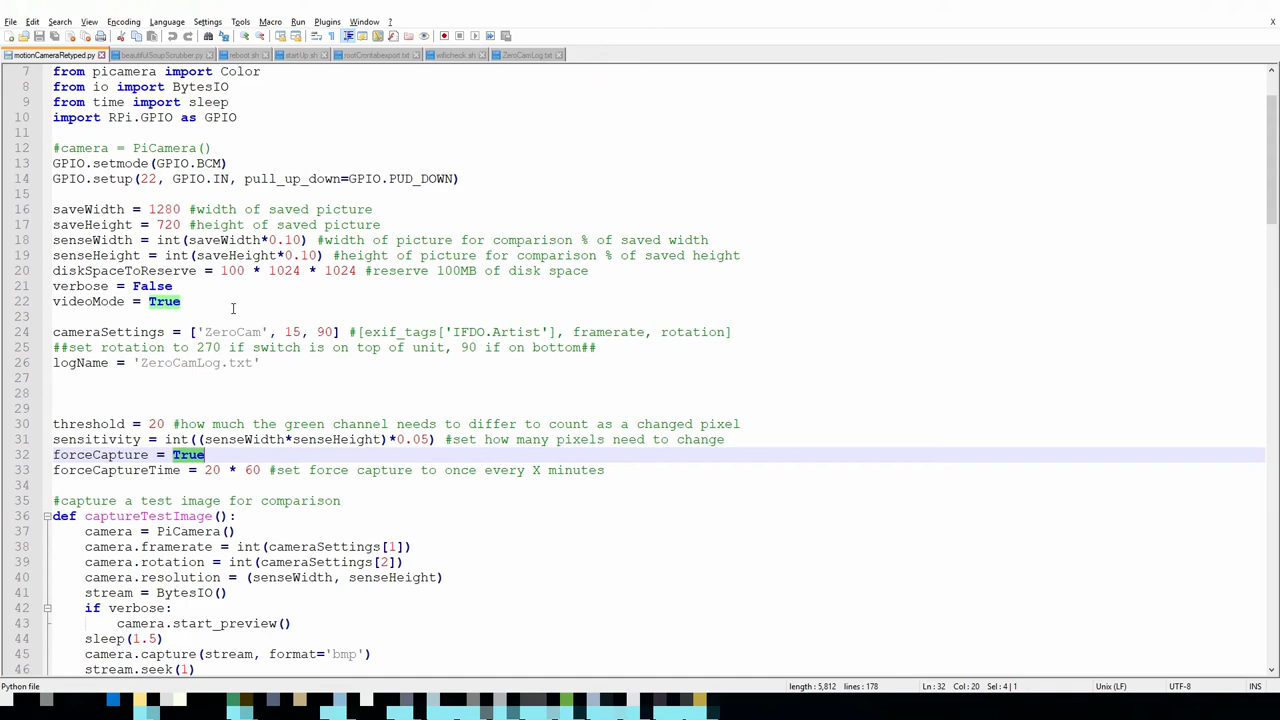 File Edit Search View Encoding Language Settings Tools Macro Run Plugins Window ? X
motionCameraRetyped.py beautifulSoupScrubber.py reboot.sh startUp.sh rootCrontabexport.txt wificheck.sh ZeroCamLog.txt
7 from picamera import Color
8 from io import BytesIO
9 from time import sleep
10 import RPi.GPIO as GPIO
11
12 #camera = PiCamera()
13 GPIO.setmode(GPIO.BCM)
14 GPIO.setup(22, GPIO.IN, pull_up_down=GPIO.PUD_DOWN)
15
16 saveWidth = 1280 #width of saved picture
17 saveHeight = 720 #height of saved picture
18 senseWidth = int(saveWidth*0.10) #width of picture for comparison % of saved width
19 senseHeight = int(saveHeight*0.10) #height of picture for comparison % of saved height
20 diskSpaceToReserve = 100 * 1024 * 1024 #reserve 100MB of disk space
21 verbose = False
22 videoMode = True
23
24 cameraSettings = ['ZeroCam', 15, 90] #[exif_tags['IFDO.Artist'], framerate, rotation]
25 ##set rotation to 270 if switch is on top of unit, 90 if on bottom##
26 logName = 'ZeroCamLog.txt'
27
28
29
30 threshold = 20 #how much the green channel needs to differ to count as a changed pixel
31 sensitivity = int((senseWidth*senseHeight)*0.05) #set how many pixels need to change
32 forceCapture = True
33 forceCaptureTime = 20 * 60 #set force capture to once every X minutes
34
35 #capture a test image for comparison
36 def captureTestImage():
37 camera = PiCamera()
38 camera.framerate = int(cameraSettings[1])
39 camera.rotation = int(cameraSettings[2])
40 camera.resolution = (senseWidth, senseHeight)
41 stream = BytesIO()
42 if verbose:
43 camera.start_preview()
44 sleep(1.5)
45 camera.capture(stream, format='bmp')
46 stream.seek(1)
Python file length : 5,812 lines : 178 Ln : 32 Col : 20 Sel : 4 | 1 Unix (LF) UTF-8 INS